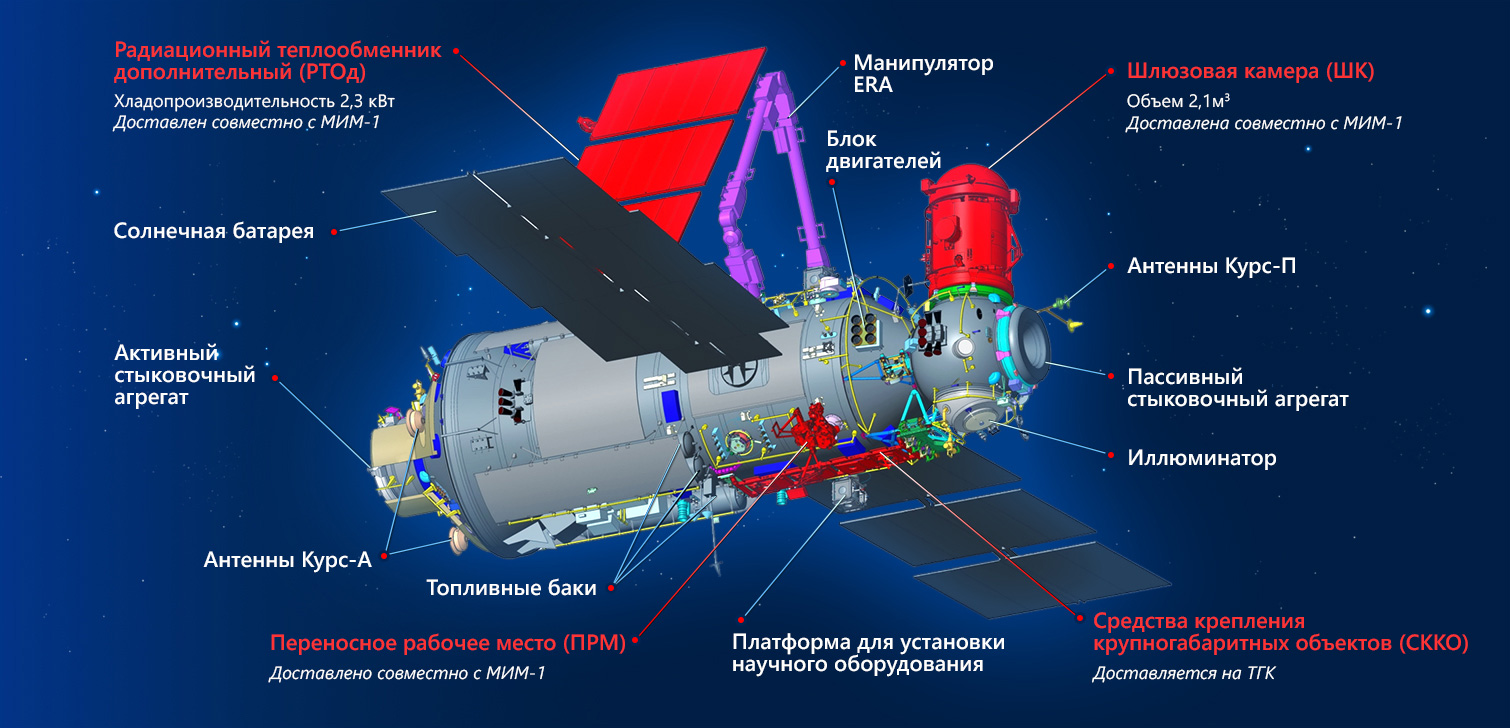 Радиационный теплообменник
дополнительный (РТОд)
Хладопроизводительность 2,3 кВт
Доставлен совместно с МИМ-1
Манипулятор
ERA
Шлюзовая камера (ШК)
Объем 2,1м³
Доставлена совместно с МИМ-1
Блок
двигателей
Солнечная батарея
Антенны Курс-П
Активный
стыковочный
агрегат
Пассивный
стыковочный агрегат
Иллюминатор
Антенны Курс-А
Топливные баки
Переносное рабочее место (ПРМ)
Доставлено совместно с МИМ-1
Платформа для установки
научного оборудования
Средства крепления
крупногабаритных объектов (СККО)
Доставляется на ТГК